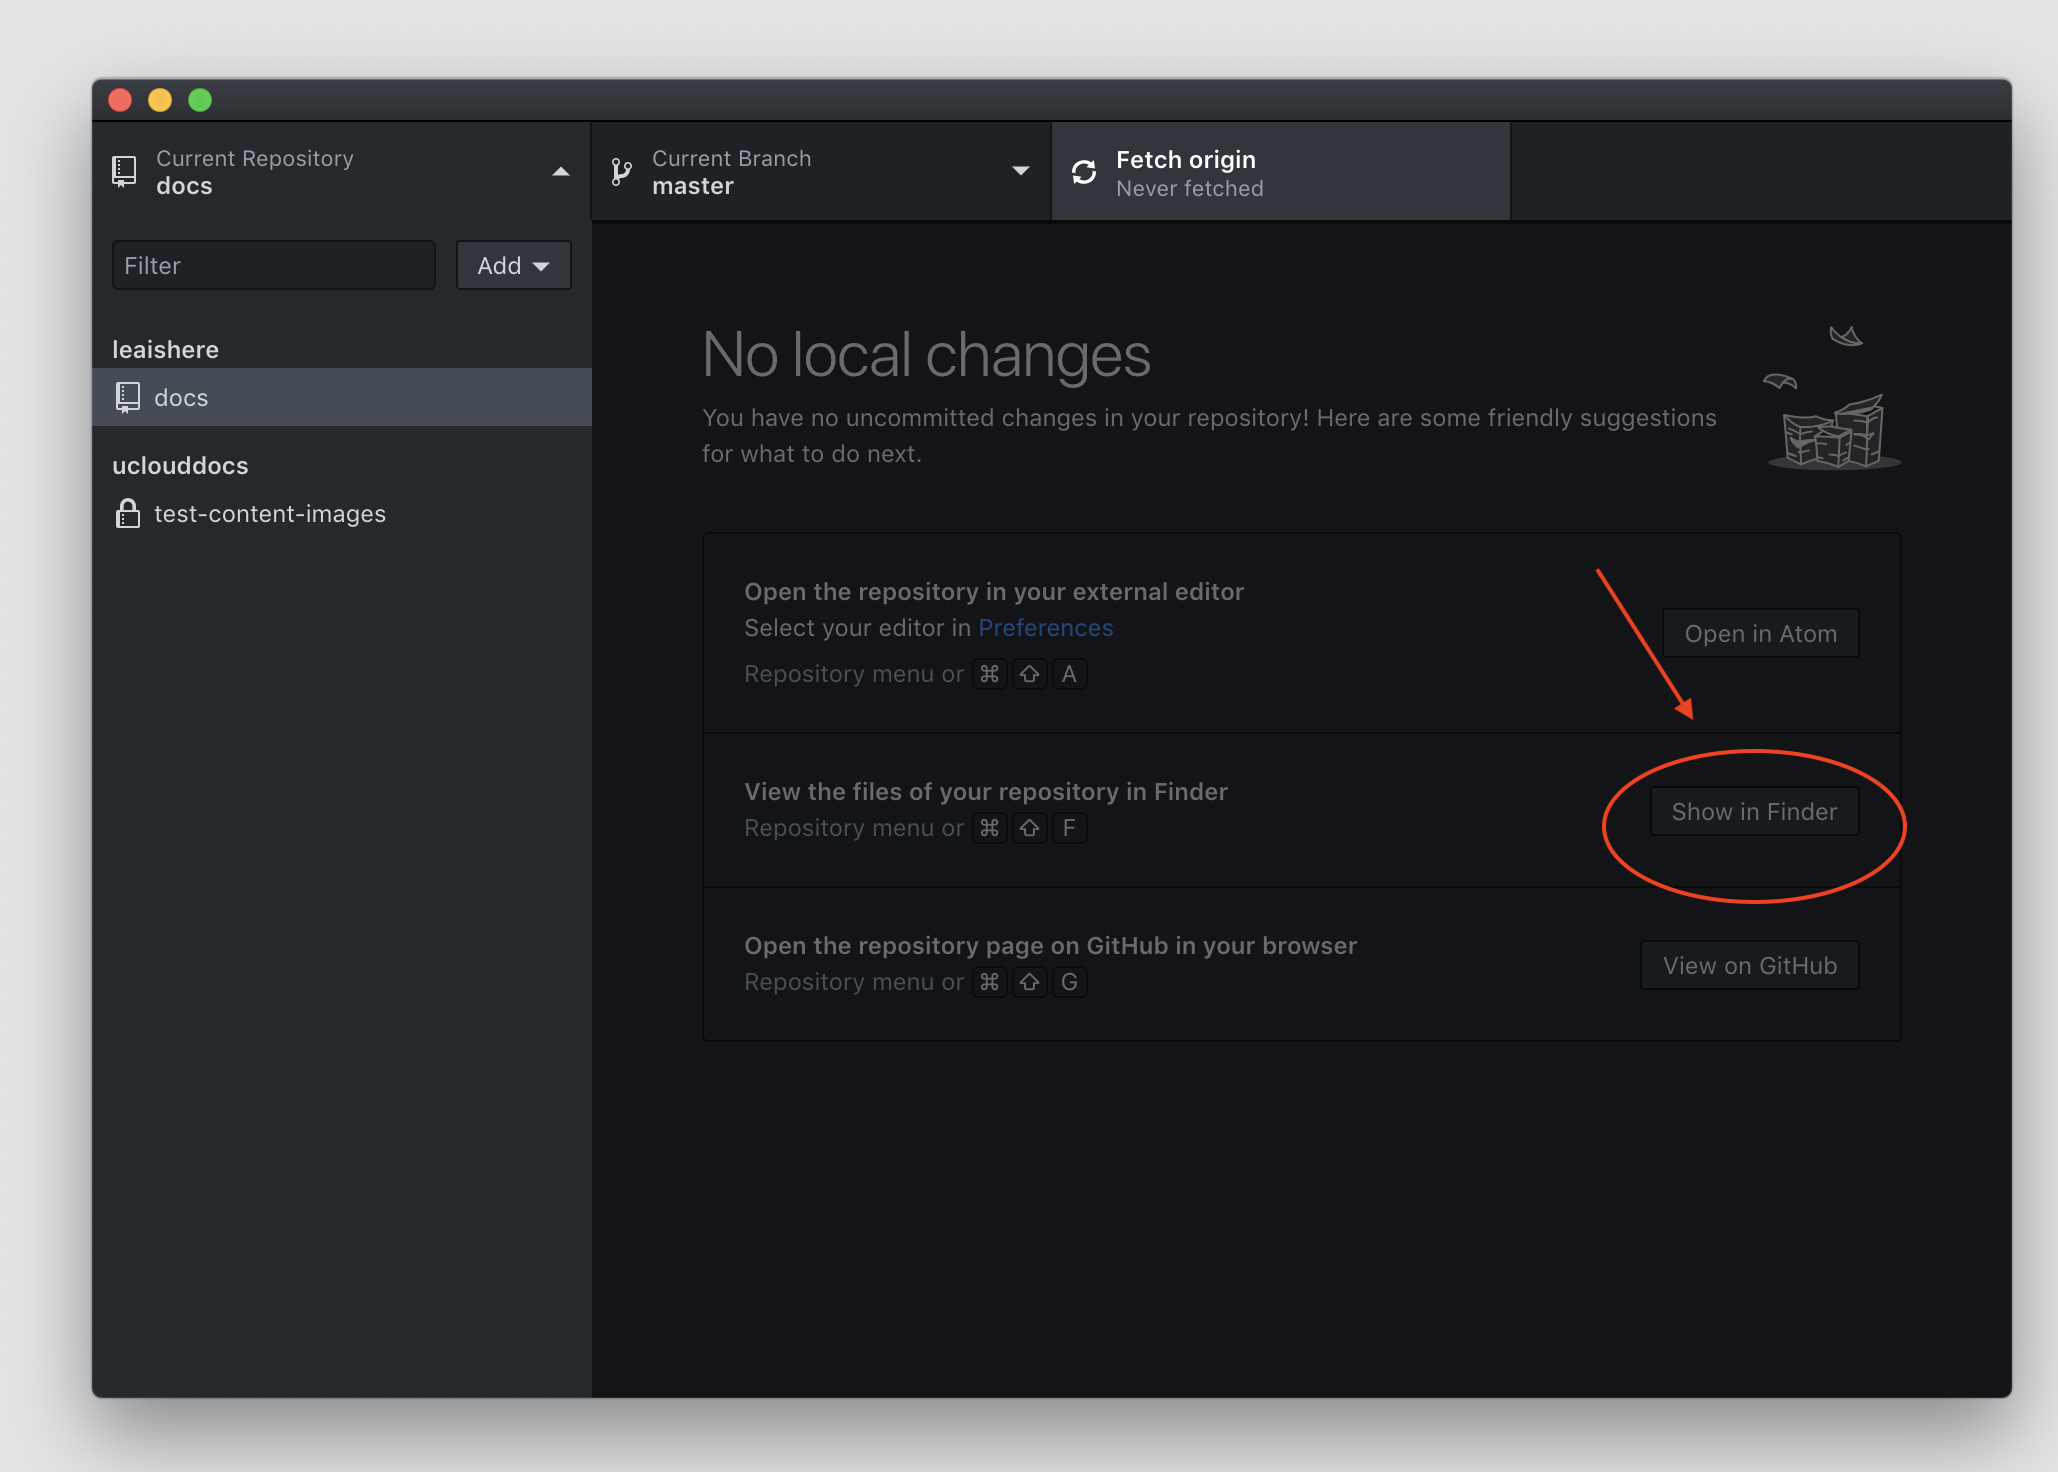 Current Repository
docs
Current Branch
master
Fetch origin
Never fetched
Filter
Add
leaishere
docs
uclouddocs
test-content-images
No local changes
You have no uncommitted changes in your repository! Here are some friendly suggestions
for what to do next.
Open the repository in your external editor
Select your editor in Preferences
Repository menu or ⌘ ⇧ A
Open in Atom
View the files of your repository in Finder
Repository menu or ⌘ ⇧ F
Show in Finder
Open the repository page on GitHub in your browser
Repository menu or ⌘ ⇧ G
View on GitHub